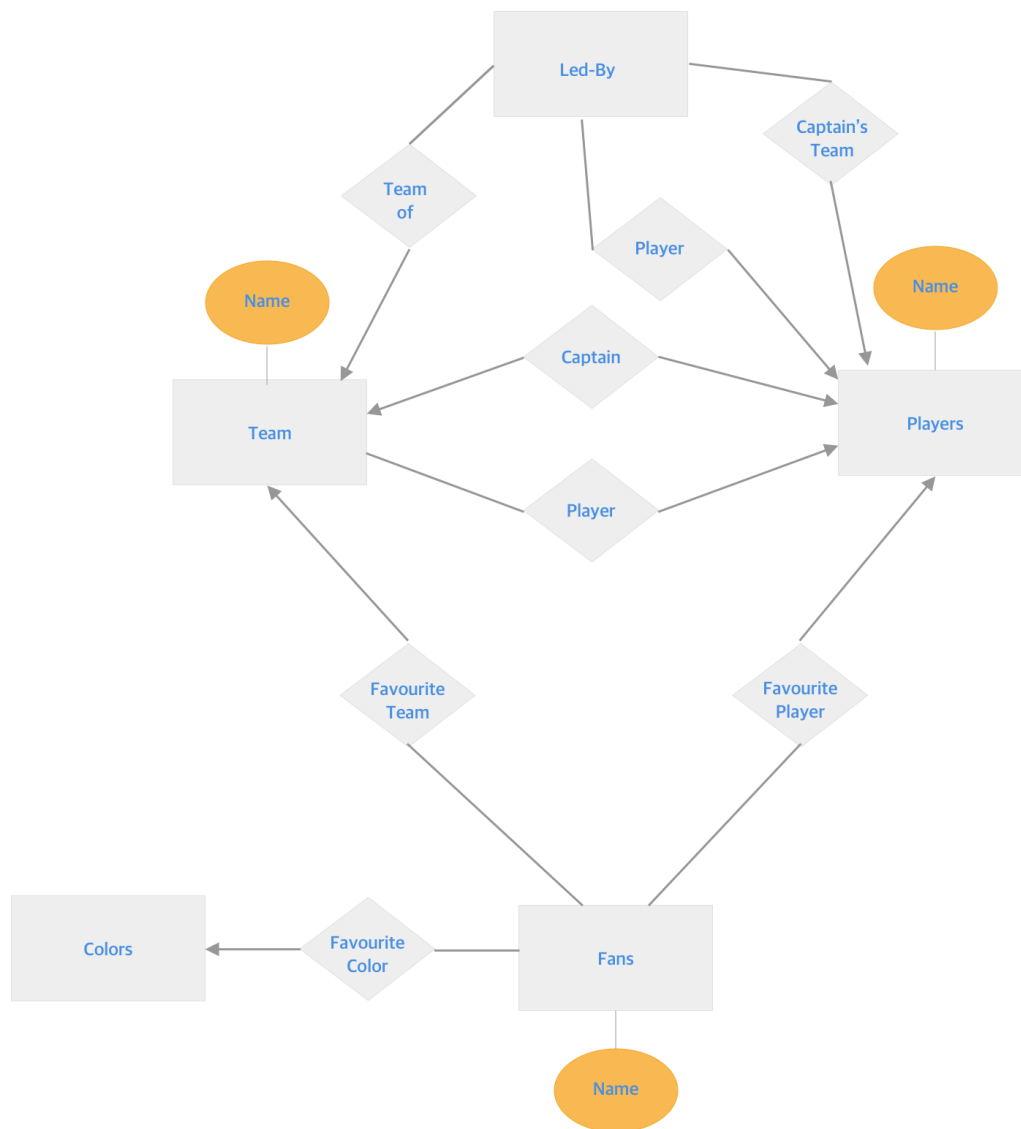 Led-By
Captain’s
Team
Team
of
Player
Name
Name
Captain
Team
Players
Player
Favourite
Team
Favourite
Player
Colors
Favourite
Color
Fans
Name